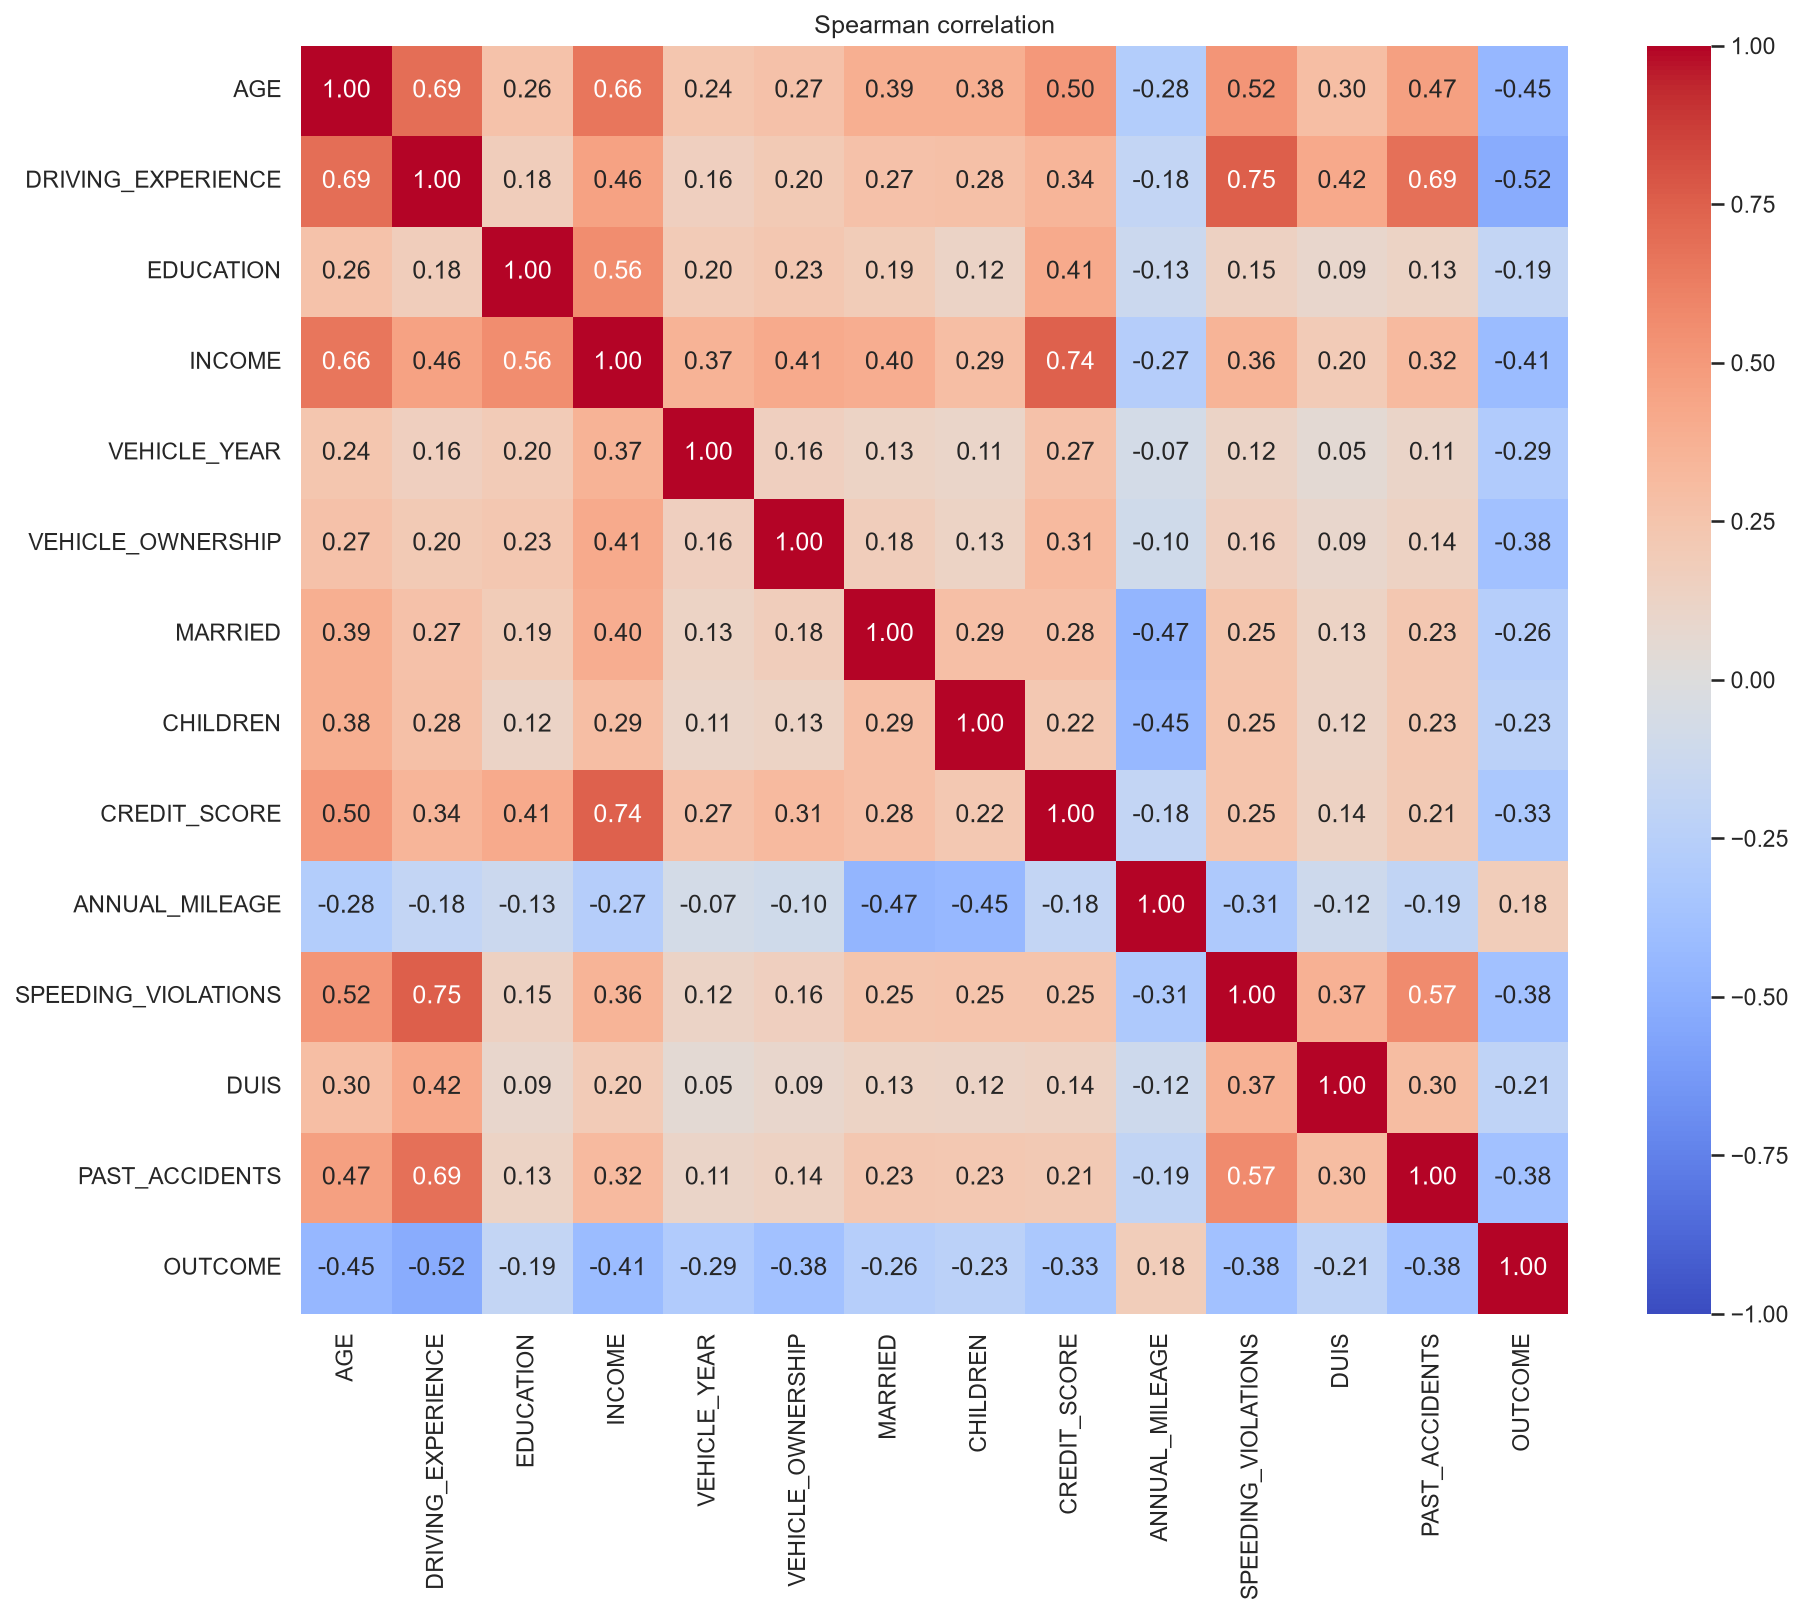 Spearman correlation
AGE 1.00 0.69 0.26 0.66 0.24 0.27 0.39 0.38 0.50 -0.28 0.52 0.30 0.47 -0.45
DRIVING_EXPERIENCE 0.69 1.00 0.18 0.46 0.16 0.20 0.27 0.28 0.34 -0.18 0.75 0.42 0.69 -0.52
EDUCATION 0.26 0.18 1.00 0.56 0.20 0.23 0.19 0.12 0.41 -0.13 0.15 0.09 0.13 -0.19
INCOME 0.66 0.46 0.56 1.00 0.37 0.41 0.40 0.29 0.74 -0.27 0.36 0.20 0.32 -0.41
VEHICLE_YEAR 0.24 0.16 0.20 0.37 1.00 0.16 0.13 0.11 0.27 -0.07 0.12 0.05 0.11 -0.29
VEHICLE_OWNERSHIP 0.27 0.20 0.23 0.41 0.16 1.00 0.18 0.13 0.31 -0.10 0.16 0.09 0.14 -0.38
MARRIED 0.39 0.27 0.19 0.40 0.13 0.18 1.00 0.29 0.28 -0.47 0.25 0.13 0.23 -0.26
CHILDREN 0.38 0.28 0.12 0.29 0.11 0.13 0.29 1.00 0.22 -0.45 0.25 0.12 0.23 -0.23
CREDIT_SCORE 0.50 0.34 0.41 0.74 0.27 0.31 0.28 0.22 1.00 -0.18 0.25 0.14 0.21 -0.33
ANNUAL_MILEAGE -0.28 -0.18 -0.13 -0.27 -0.07 -0.10 -0.47 -0.45 -0.18 1.00 -0.31 -0.12 -0.19 0.18
SPEEDING_VIOLATIONS 0.52 0.75 0.15 0.36 0.12 0.16 0.25 0.25 0.25 -0.31 1.00 0.37 0.57 -0.38
DUIS 0.30 0.42 0.09 0.20 0.05 0.09 0.13 0.12 0.14 -0.12 0.37 1.00 0.30 -0.21
PAST_ACCIDENTS 0.47 0.69 0.13 0.32 0.11 0.14 0.23 0.23 0.21 -0.19 0.57 0.30 1.00 -0.38
OUTCOME -0.45 -0.52 -0.19 -0.41 -0.29 -0.38 -0.26 -0.23 -0.33 0.18 -0.38 -0.21 -0.38 1.00
AGE
DRIVING_EXPERIENCE
EDUCATION
INCOME
VEHICLE_YEAR
VEHICLE_OWNERSHIP
MARRIED
CHILDREN
CREDIT_SCORE
ANNUAL_MILEAGE
SPEEDING_VIOLATIONS
DUIS
PAST_ACCIDENTS
OUTCOME
1.00
0.75
0.50
0.25
0.00
−0.25
−0.50
−0.75
−1.00